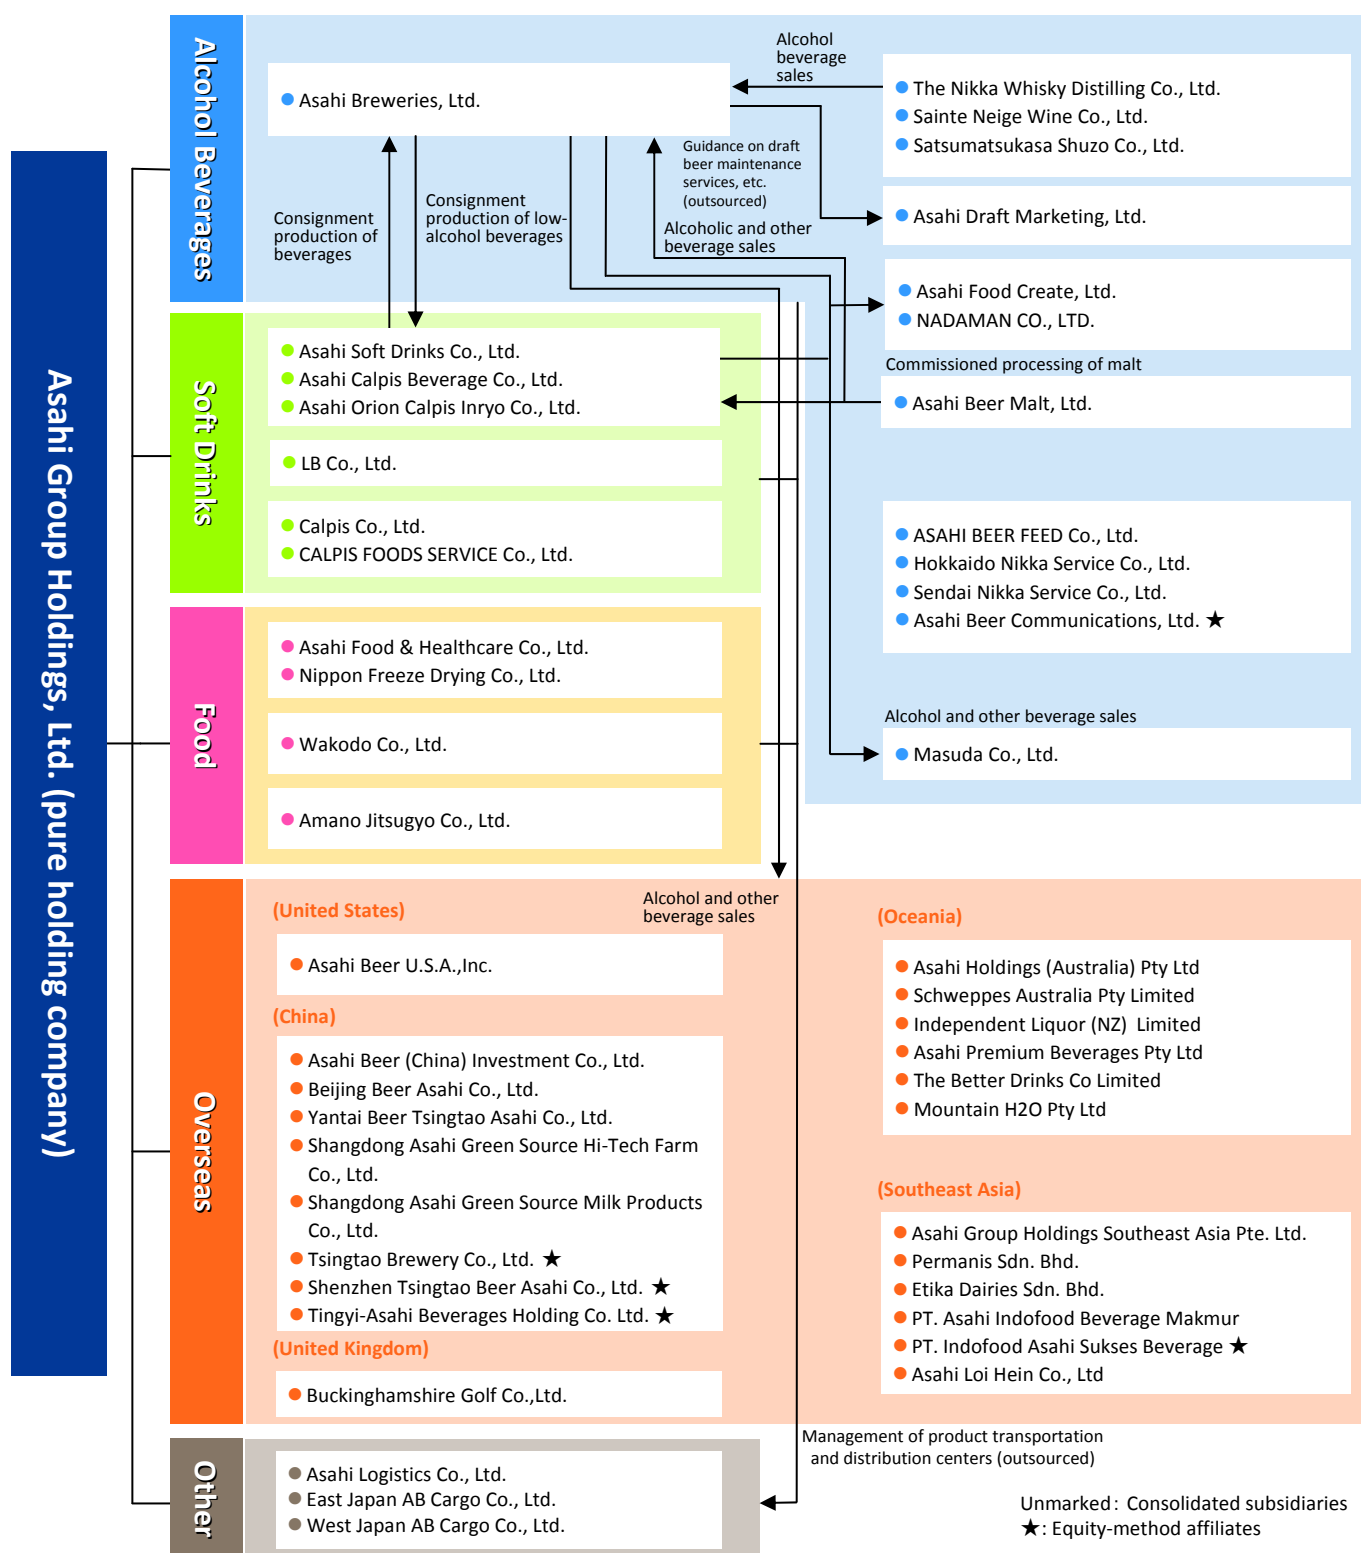 Asahi Group Holdings, Ltd. (pure holding company)
Alcohol Beverages
Asahi Breweries, Ltd.
Alcohol
beverage
sales
The Nikka Whisky Distilling Co., Ltd.
Sainte Neige Wine Co., Ltd.
Satsumatsukasa Shuzo Co., Ltd.
Guidance on draft
beer maintenance
services, etc.
(outsourced)
Asahi Draft Marketing, Ltd.
Consignment
production of
beverages
Consignment
production of low-
alcohol beverages
Alcoholic and other
beverage sales
Asahi Food Create, Ltd.
NADAMAN CO., LTD.
Commissioned processing of malt
Asahi Beer Malt, Ltd.
ASAHI BEER FEED Co., Ltd.
Hokkaido Nikka Service Co., Ltd.
Sendai Nikka Service Co., Ltd.
Asahi Beer Communications, Ltd. ★
Alcohol and other beverage sales
Masuda Co., Ltd.
Soft Drinks
Asahi Soft Drinks Co., Ltd.
Asahi Calpis Beverage Co., Ltd.
Asahi Orion Calpis Inryo Co., Ltd.
LB Co., Ltd.
Calpis Co., Ltd.
CALPIS FOODS SERVICE Co., Ltd.
Food
Asahi Food & Healthcare Co., Ltd.
Nippon Freeze Drying Co., Ltd.
Wakodo Co., Ltd.
Amano Jitsugyo Co., Ltd.
Overseas
Alcohol and other
beverage sales
(United States)
Asahi Beer U.S.A.,Inc.
(China)
Asahi Beer (China) Investment Co., Ltd.
Beijing Beer Asahi Co., Ltd.
Yantai Beer Tsingtao Asahi Co., Ltd.
Shangdong Asahi Green Source Hi-Tech Farm
Co., Ltd.
Shangdong Asahi Green Source Milk Products
Co., Ltd.
Tsingtao Brewery Co., Ltd. ★
Shenzhen Tsingtao Beer Asahi Co., Ltd. ★
Tingyi-Asahi Beverages Holding Co. Ltd. ★
(United Kingdom)
Buckinghamshire Golf Co.,Ltd.
(Oceania)
Asahi Holdings (Australia) Pty Ltd
Schweppes Australia Pty Limited
Independent Liquor (NZ) Limited
Asahi Premium Beverages Pty Ltd
The Better Drinks Co Limited
Mountain H2O Pty Ltd
(Southeast Asia)
Asahi Group Holdings Southeast Asia Pte. Ltd.
Permanis Sdn. Bhd.
Etika Dairies Sdn. Bhd.
PT. Asahi Indofood Beverage Makmur
PT. Indofood Asahi Sukses Beverage ★
Asahi Loi Hein Co., Ltd
Other
Asahi Logistics Co., Ltd.
East Japan AB Cargo Co., Ltd.
West Japan AB Cargo Co., Ltd.
Management of product transportation
and distribution centers (outsourced)
Unmarked： Consolidated subsidiaries
★: Equity-method affiliates